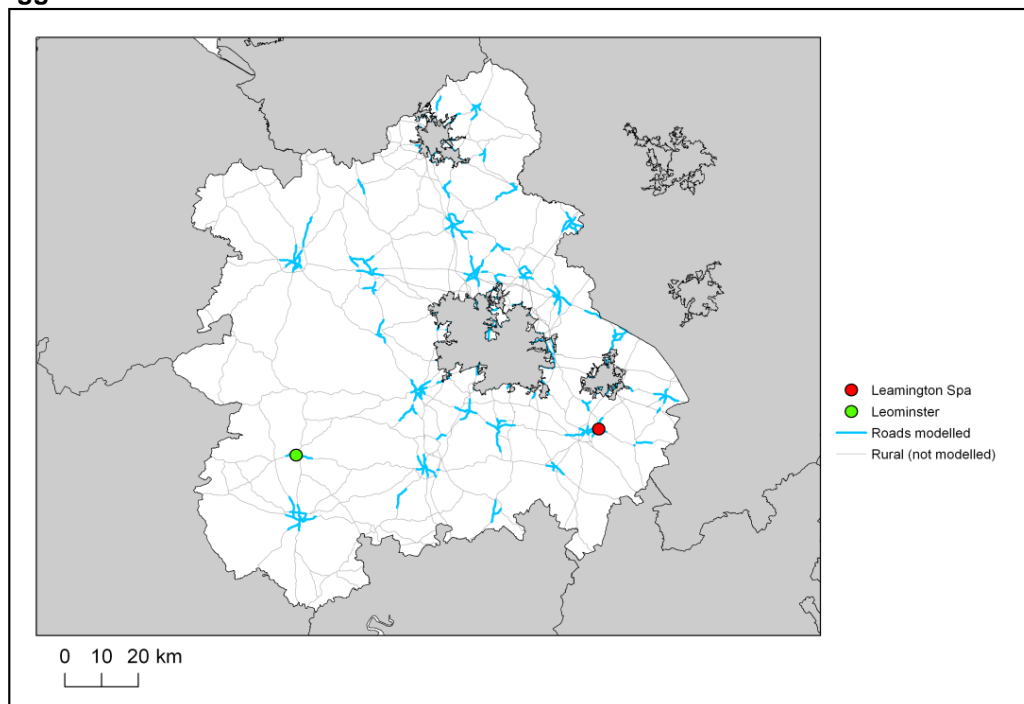 Leamington Spa
Leominster
Roads modelled
Rural (not modelled)
0 10 20 km